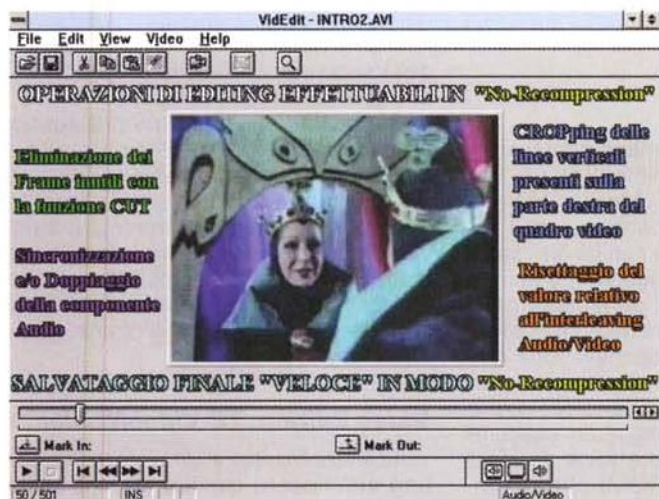 VidEdit - INTRO2.AVI
File Edit View Video Help
OPERAZIONI DI EDITING EFFETTUABILI IN "No-Recompression"
Eliminazione dei
Frame inutili con
la funzione CUT
Sincronizzazione
e/o Doppiaggio
della componente
Audio
CROPping delle
linee verticali
presenti sulla
parte destra del
quadro video
Risettaggio del
valore relativo
all'interleaving
Audio/Video
SALVATAGGIO FINALE "VELOCE" IN MODO "No-Recompression"
Mark In:
Mark Out:
50 / 501
INS
Audio/Video